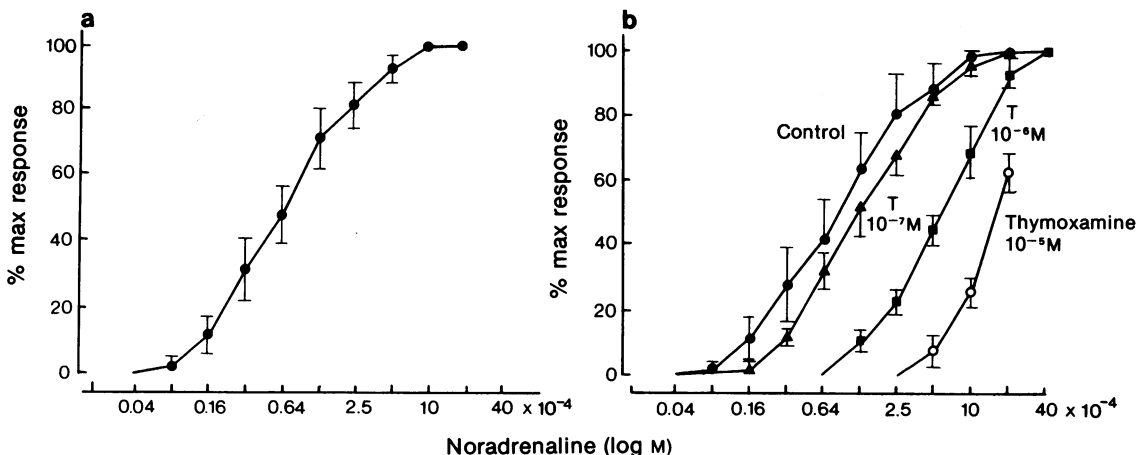 a
100
80
60
40
20
0
% max response
0.04 0.16 0.64 2.5 10 40 x 10⁻⁴
b
100
80
60
40
20
0
% max response
Control
T
10⁻⁷M
T
10⁻⁶M
Thymoxamine
10⁻⁵M
0.04 0.16 0.64 2.5 10 40 x 10⁻⁴
Noradrenaline (log M)